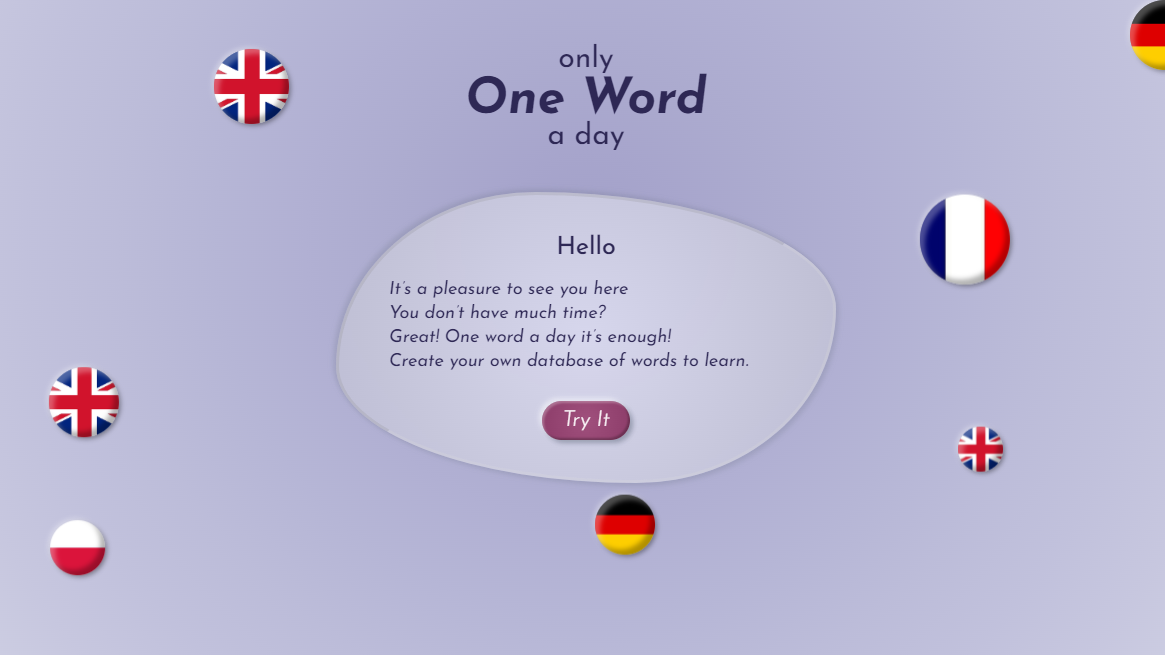 only
One Word
a day
Hello
It's a pleasure to see you here
You don't have much time?
Great! One word a day it's enough!
Create your own database of words to learn.
Try It